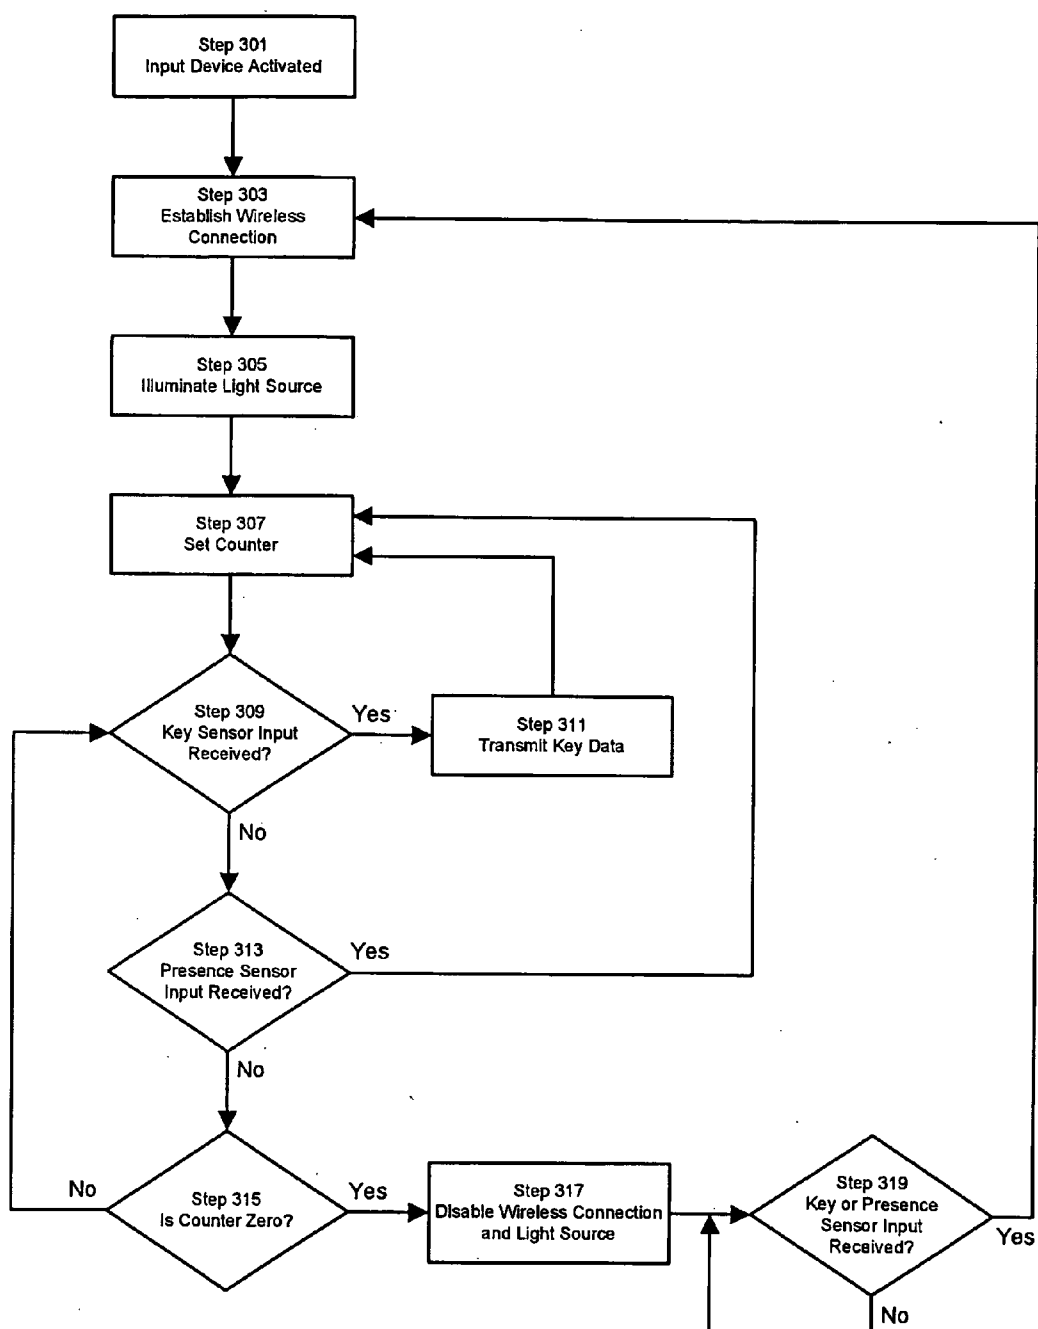 Step 301
Input Device Activated
Step 303
Establish Wireless
Connection
Step 305
Illuminate Light Source
Step 307
Set Counter
Step 309
Key Sensor Input
Received?
Yes
Step 311
Transmit Key Data
No
Step 313
Presence Sensor
Input Received?
Yes
No
Step 315
Is Counter Zero?
No
Yes
Step 317
Disable Wireless Connection
and Light Source
Step 319
Key or Presence
Sensor Input
Received?
Yes
No